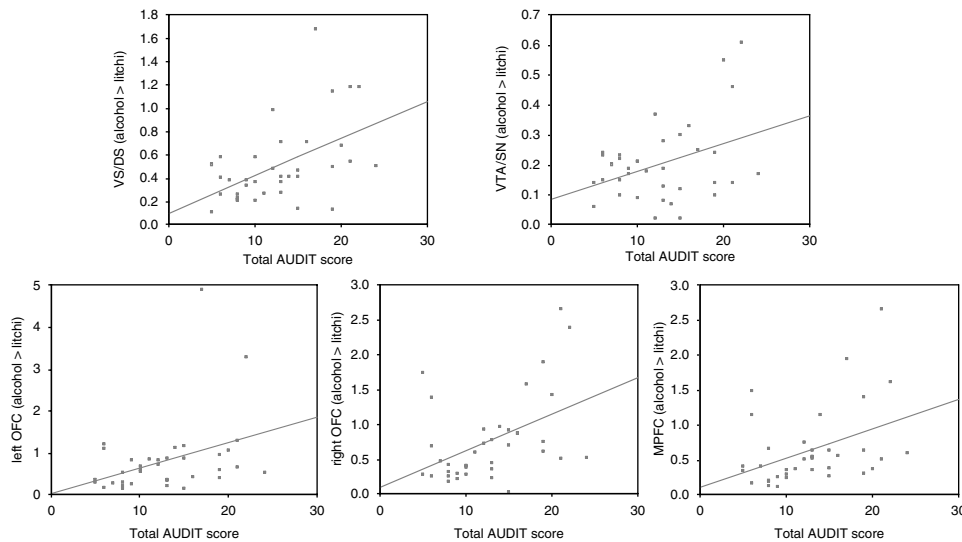 VS/DS (alcohol > litchi)
1.8
1.6
1.4
1.2
1.0
0.8
0.6
0.4
0.2
0.0
0 10 20 30
Total AUDIT score
VTA/SN (alcohol > litchi)
0.7
0.6
0.5
0.4
0.3
0.2
0.1
0.0
0 10 20 30
Total AUDIT score
left OFC (alcohol > litchi)
5
4
3
2
1
0
0 10 20 30
Total AUDIT score
right OFC (alcohol > litchi)
3.0
2.5
2.0
1.5
1.0
0.5
0.0
0 10 20 30
Total AUDIT score
MPFC (alcohol > litchi)
3.0
2.5
2.0
1.5
1.0
0.5
0.0
0 10 20 30
Total AUDIT score